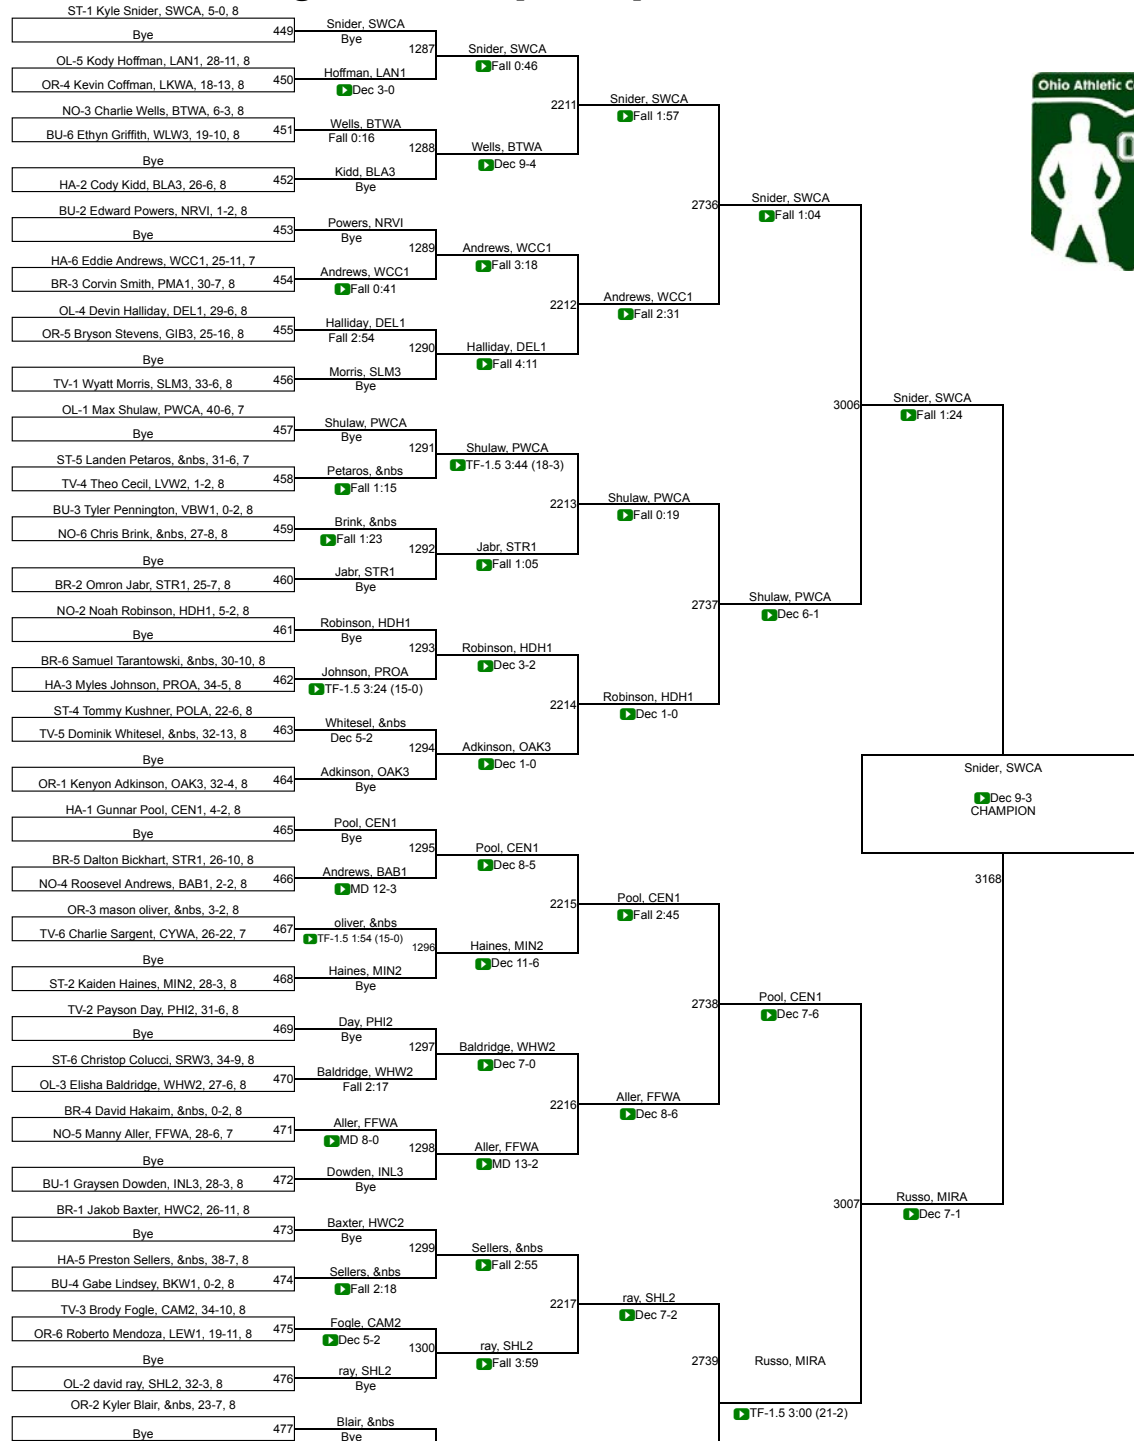 ST-1 Kyle Snider, SWCA, 5-0, 8
Bye
449
OL-5 Kody Hoffman, LAN1, 28-11, 8
OR-4 Kevin Coffman, LKWA, 18-13, 8
450
NO-3 Charlie Wells, BTWA, 6-3, 8
BU-6 Ethyn Griffith, WLW3, 19-10, 8
451
Bye
HA-2 Cody Kidd, BLA3, 26-6, 8
452
BU-2 Edward Powers, NRVI, 1-2, 8
Bye
453
HA-6 Eddie Andrews, WCC1, 25-11, 7
BR-3 Corvin Smith, PMA1, 30-7, 8
454
OL-4 Devin Halliday, DEL1, 29-6, 8
OR-5 Bryson Stevens, GIB3, 25-16, 8
455
Bye
TV-1 Wyatt Morris, SLM3, 33-6, 8
456
OL-1 Max Shulaw, PWCA, 40-6, 7
Bye
457
ST-5 Landen Petaros, &nbs, 31-6, 7
TV-4 Theo Cecil, LVW2, 1-2, 8
458
BU-3 Tyler Pennington, VBW1, 0-2, 8
NO-6 Chris Brink, &nbs, 27-8, 8
459
Bye
BR-2 Omron Jabr, STR1, 25-7, 8
460
NO-2 Noah Robinson, HDH1, 5-2, 8
Bye
461
BR-6 Samuel Tarantowski, &nbs, 30-10, 8
HA-3 Myles Johnson, PROA, 34-5, 8
462
ST-4 Tommy Kushner, POLA, 22-6, 8
TV-5 Dominik Whitesel, &nbs, 32-13, 8
463
Bye
OR-1 Kenyon Adkinson, OAK3, 32-4, 8
464
HA-1 Gunnar Pool, CEN1, 4-2, 8
Bye
465
BR-5 Dalton Bickhart, STR1, 26-10, 8
NO-4 Roosevel Andrews, BAB1, 2-2, 8
466
OR-3 mason oliver, &nbs, 3-2, 8
TV-6 Charlie Sargent, CYWA, 26-22, 7
467
Bye
ST-2 Kaiden Haines, MIN2, 28-3, 8
468
TV-2 Payson Day, PHI2, 31-6, 8
Bye
469
ST-6 Christop Colucci, SRW3, 34-9, 8
OL-3 Elisha Baldridge, WHW2, 27-6, 8
470
BR-4 David Hakaim, &nbs, 0-2, 8
NO-5 Manny Aller, FFWA, 28-6, 7
471
Bye
BU-1 Graysen Dowden, INL3, 28-3, 8
472
BR-1 Jakob Baxter, HWC2, 26-11, 8
Bye
473
HA-5 Preston Sellers, &nbs, 38-7, 8
BU-4 Gabe Lindsey, BKW1, 0-2, 8
474
TV-3 Brody Fogle, CAM2, 34-10, 8
OR-6 Roberto Mendoza, LEW1, 19-11, 8
475
Bye
OL-2 david ray, SHL2, 32-3, 8
476
OR-2 Kyler Blair, &nbs, 23-7, 8
Bye
477
Snider, SWCA
Bye
1287
Hoffman, LAN1
Dec 3-0
Wells, BTWA
Fall 0:16
1288
Kidd, BLA3
Bye
Powers, NRVI
Bye
1289
Andrews, WCC1
Fall 0:41
Halliday, DEL1
Fall 2:54
1290
Morris, SLM3
Bye
Shulaw, PWCA
Bye
1291
Petaros, &nbs
Fall 1:15
Brink, &nbs
Fall 1:23
1292
Jabr, STR1
Bye
Robinson, HDH1
Bye
1293
Johnson, PROA
TF-1.5 3:24 (15-0)
Whitesel, &nbs
Dec 5-2
1294
Adkinson, OAK3
Bye
Pool, CEN1
Bye
1295
Andrews, BAB1
MD 12-3
oliver, &nbs
TF-1.5 1:54 (15-0)
1296
Haines, MIN2
Bye
Day, PHI2
Bye
1297
Baldridge, WHW2
Fall 2:17
Aller, FFWA
MD 8-0
1298
Dowden, INL3
Bye
Baxter, HWC2
Bye
1299
Sellers, &nbs
Fall 2:18
Fogle, CAM2
Dec 5-2
1300
ray, SHL2
Bye
Blair, &nbs
Bye
Snider, SWCA
Fall 0:46
2211
Wells, BTWA
Dec 9-4
Andrews, WCC1
Fall 3:18
2212
Halliday, DEL1
Fall 4:11
Shulaw, PWCA
TF-1.5 3:44 (18-3)
2213
Jabr, STR1
Fall 1:05
Robinson, HDH1
Dec 3-2
2214
Adkinson, OAK3
Dec 1-0
Pool, CEN1
Dec 8-5
2215
Haines, MIN2
Dec 11-6
Baldridge, WHW2
Dec 7-0
2216
Aller, FFWA
MD 13-2
Sellers, &nbs
Fall 2:55
2217
ray, SHL2
Fall 3:59
Snider, SWCA
Fall 1:57
2736
Andrews, WCC1
Fall 2:31
Shulaw, PWCA
Fall 0:19
2737
Robinson, HDH1
Dec 1-0
Pool, CEN1
Fall 2:45
2738
Aller, FFWA
Dec 8-6
ray, SHL2
Dec 7-2
2739
Snider, SWCA
Fall 1:04
3006
Shulaw, PWCA
Dec 6-1
Pool, CEN1
Dec 7-6
3007
Russo, MIRA
TF-1.5 3:00 (21-2)
Snider, SWCA
Fall 1:24
Russo, MIRA
Dec 7-1
Snider, SWCA
Dec 9-3
CHAMPION
3168
Ohio Athletic C